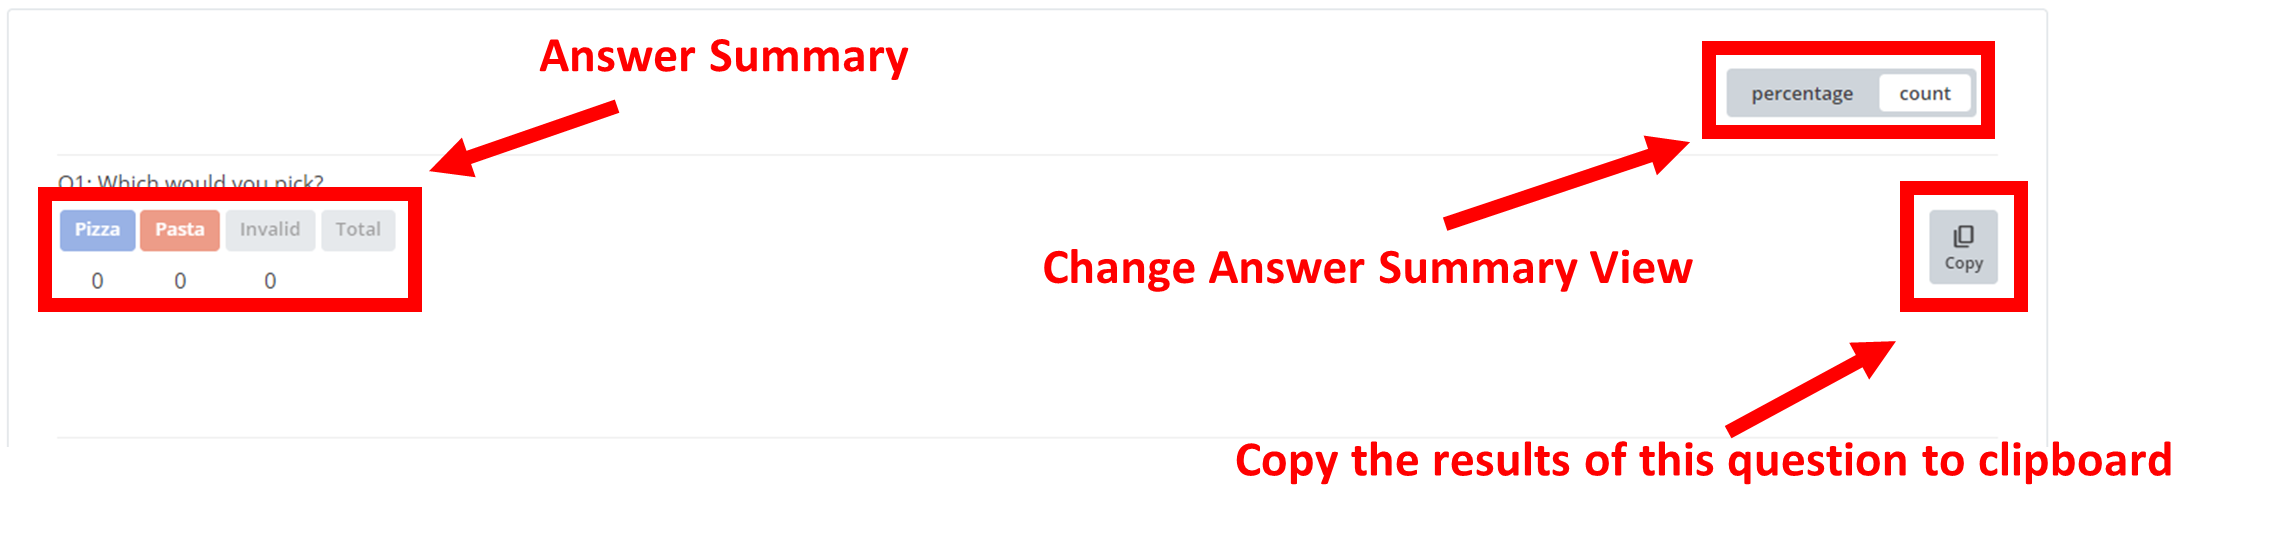 Answer Summary
percentage count
Q1: Which would you pick?
Pizza Pasta Invalid Total
0 0 0
Change Answer Summary View
Copy
Copy the results of this question to clipboard